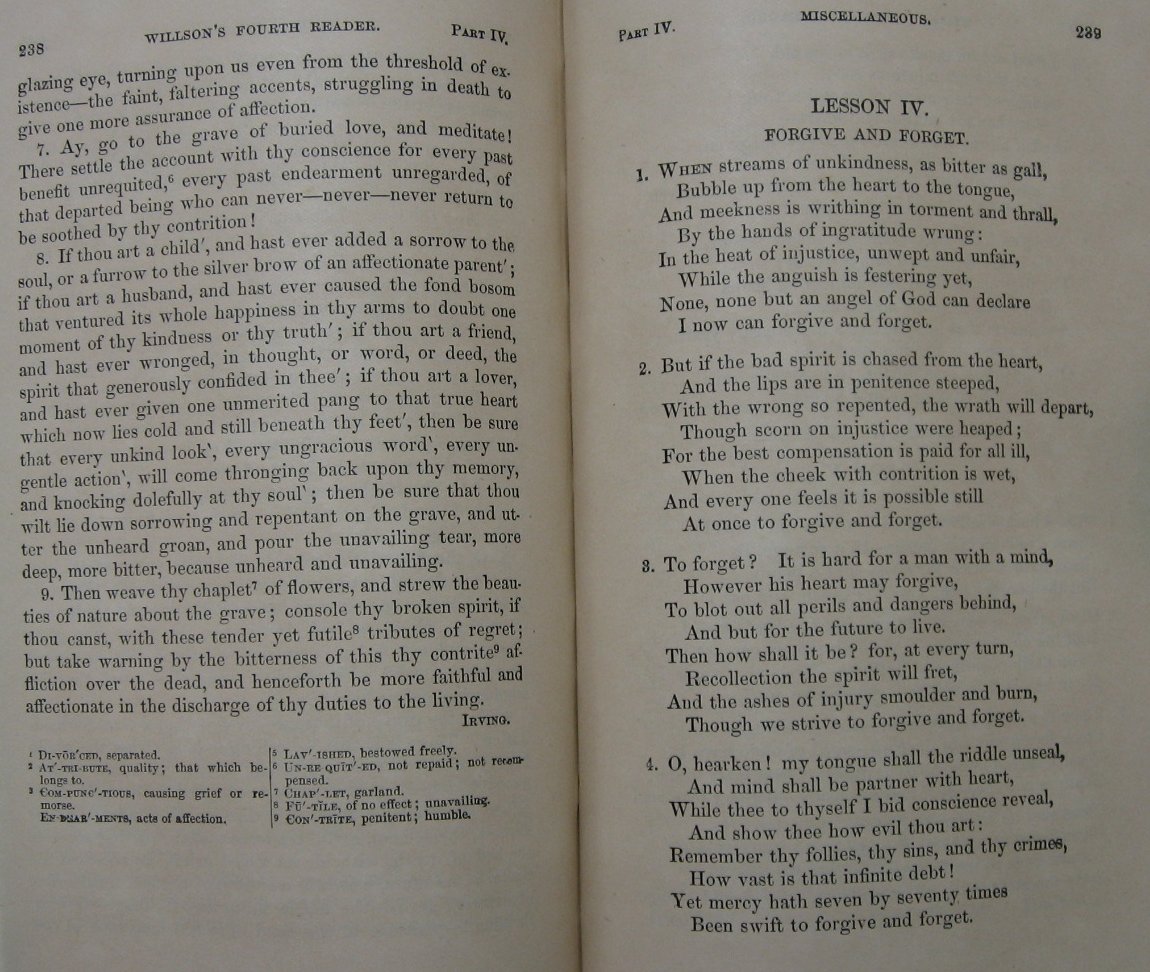 238 WILLSON'S FOURTH READER. PART IV.
glazing eye, turning upon us even from the threshold of ex-
istence—the faint, faltering accents, struggling in death to
give one more assurance of affection.
7. Ay, go to the grave of buried love, and meditate!
There settle the account with thy conscience for every past
benefit unrequited,⁶ every past endearment unregarded, of
that departed being who can never—never—never return to
be soothed by thy contrition!
8. If thou art a child′, and hast ever added a sorrow to the
soul, or a furrow to the silver brow of an affectionate parent′;
if thou art a husband, and hast ever caused the fond bosom
that ventured its whole happiness in thy arms to doubt one
moment of thy kindness or thy truth′; if thou art a friend,
and hast ever wronged, in thought, or word, or deed, the
spirit that generously confided in thee′; if thou art a lover,
and hast ever given one unmerited pang to that true heart
which now lies cold and still beneath thy feet′, then be sure
that every unkind look‵, every ungracious word‵, every un-
gentle action‵, will come thronging back upon thy memory,
and knocking dolefully at thy soul‵; then be sure that thou
wilt lie down sorrowing and repentant on the grave, and ut-
ter the unheard groan, and pour the unavailing tear, more
deep, more bitter, because unheard and unavailing.
9. Then weave thy chaplet⁷ of flowers, and strew the beau-
ties of nature about the grave; console thy broken spirit, if
thou canst, with these tender yet futile⁸ tributes of regret;
but take warning by the bitterness of this thy contrite⁹ af-
fliction over the dead, and henceforth be more faithful and
affectionate in the discharge of thy duties to the living.
IRVING.
¹ DI-VŌR′CED, separated.
² AT′-TRI-BUTE, quality; that which be-
longs to.
³ COM-PUNC′-TIOUS, causing grief or re-
morse.
EN-DEAR′-MENTS, acts of affection.
⁵ LAV′-ISHED, bestowed freely.
⁶ UN-RE QUĪT′-ED, not repaid; not recom-
pensed.
⁷ CHAP′-LET, garland.
⁸ FŪ′-TĪLE, of no effect; unavailing.
⁹ CON′-TRĪTE, penitent; humble.
PART IV. MISCELLANEOUS. 239
LESSON IV.
FORGIVE AND FORGET.
1. WHEN streams of unkindness, as bitter as gall,
Bubble up from the heart to the tongue,
And meekness is writhing in torment and thrall,
By the hands of ingratitude wrung:
In the heat of injustice, unwept and unfair,
While the anguish is festering yet,
None, none but an angel of God can declare
I now can forgive and forget.
2. But if the bad spirit is chased from the heart,
And the lips are in penitence steeped,
With the wrong so repented, the wrath will depart,
Though scorn on injustice were heaped;
For the best compensation is paid for all ill,
When the cheek with contrition is wet,
And every one feels it is possible still
At once to forgive and forget.
3. To forget? It is hard for a man with a mind,
However his heart may forgive,
To blot out all perils and dangers behind,
And but for the future to live.
Then how shall it be? for, at every turn,
Recollection the spirit will fret,
And the ashes of injury smoulder and burn,
Though we strive to forgive and forget.
4. O, hearken! my tongue shall the riddle unseal,
And mind shall be partner with heart,
While thee to thyself I bid conscience reveal,
And show thee how evil thou art:
Remember thy follies, thy sins, and thy crimes,
How vast is that infinite debt!
Yet mercy hath seven by seventy times
Been swift to forgive and forget.